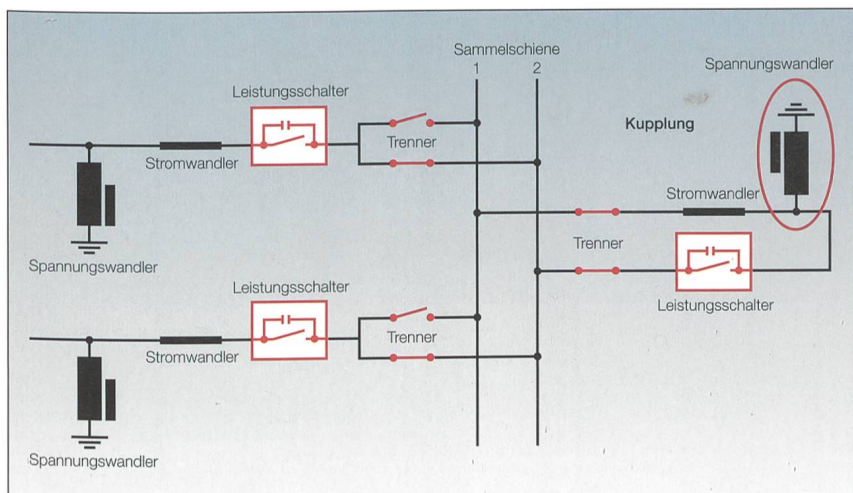 Sammelschiene
1 2
Spannungswandler
Leistungsschalter
Kupplung
Stromwandler
Trenner
Stromwandler
Spannungswandler
Trenner
Leistungsschalter
Leistungsschalter
Stromwandler
Trenner
Spannungswandler